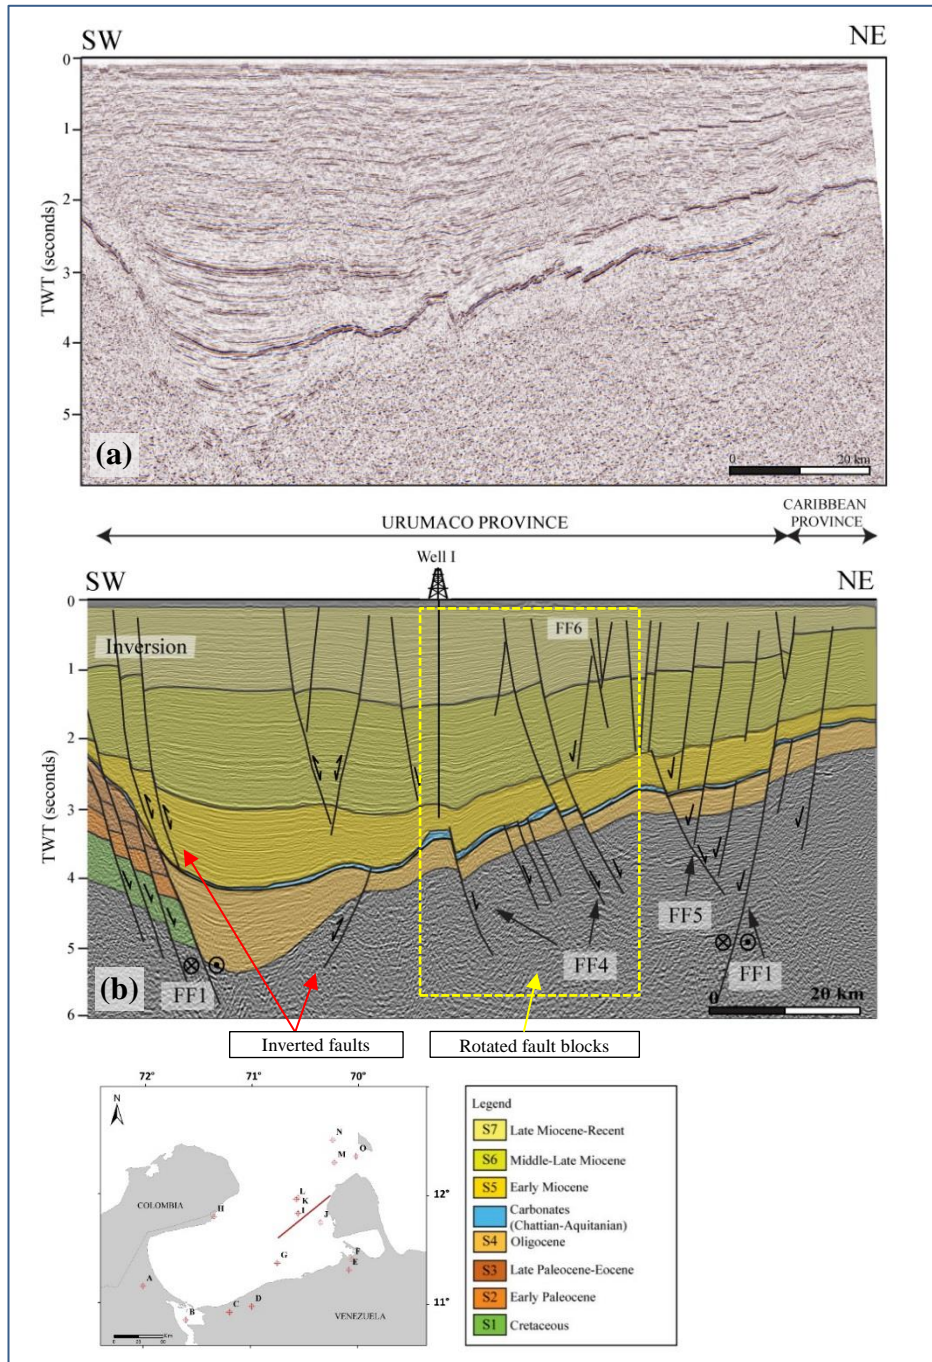 SW
NE
0
1
2
3
4
5
TWT (seconds)
(a)
0
20 km
URUMACO PROVINCE
CARIBBEAN
PROVINCE
Well I
SW
NE
0
1
2
3
4
5
6
TWT (seconds)
Inversion
FF6
FF5
FF4
FF1
FF1
(b)
0
20 km
Inverted faults
Rotated fault blocks
72°
71°
70°
N
N
O
M
COLOMBIA
L
K
I
J
H
12°
F
G
E
A
D
C
B
11°
VENEZUELA
Legend
S7 Late Miocene-Recent
S6 Middle-Late Miocene
S5 Early Miocene
Carbonates
(Chattian-Aquitanian)
S4 Oligocene
S3 Late Paleocene-Eocene
S2 Early Paleocene
S1 Cretaceous